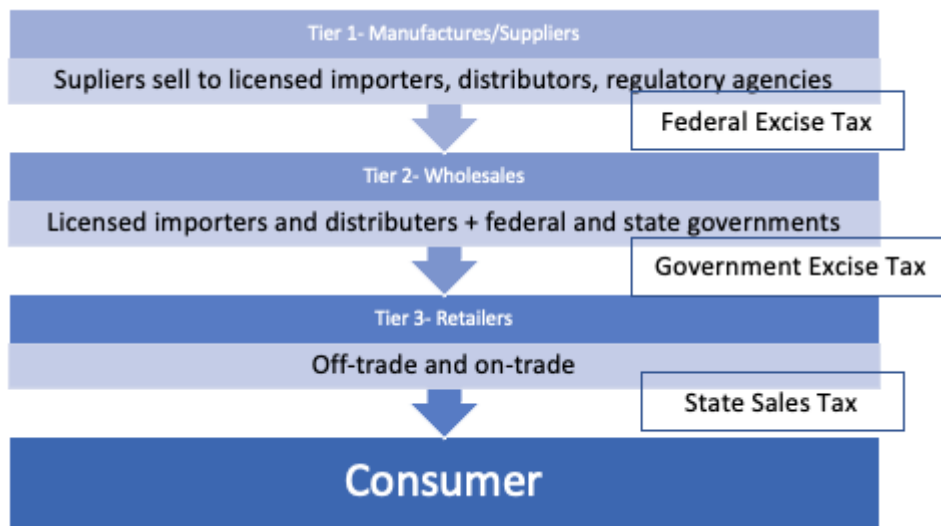 Tier 1- Manufactures/Suppliers
Supliers sell to licensed importers, distributors, regulatory agencies
Federal Excise Tax
Tier 2- Wholesales
Licensed importers and distributers + federal and state governments
Government Excise Tax
Tier 3- Retailers
Off-trade and on-trade
State Sales Tax
Consumer